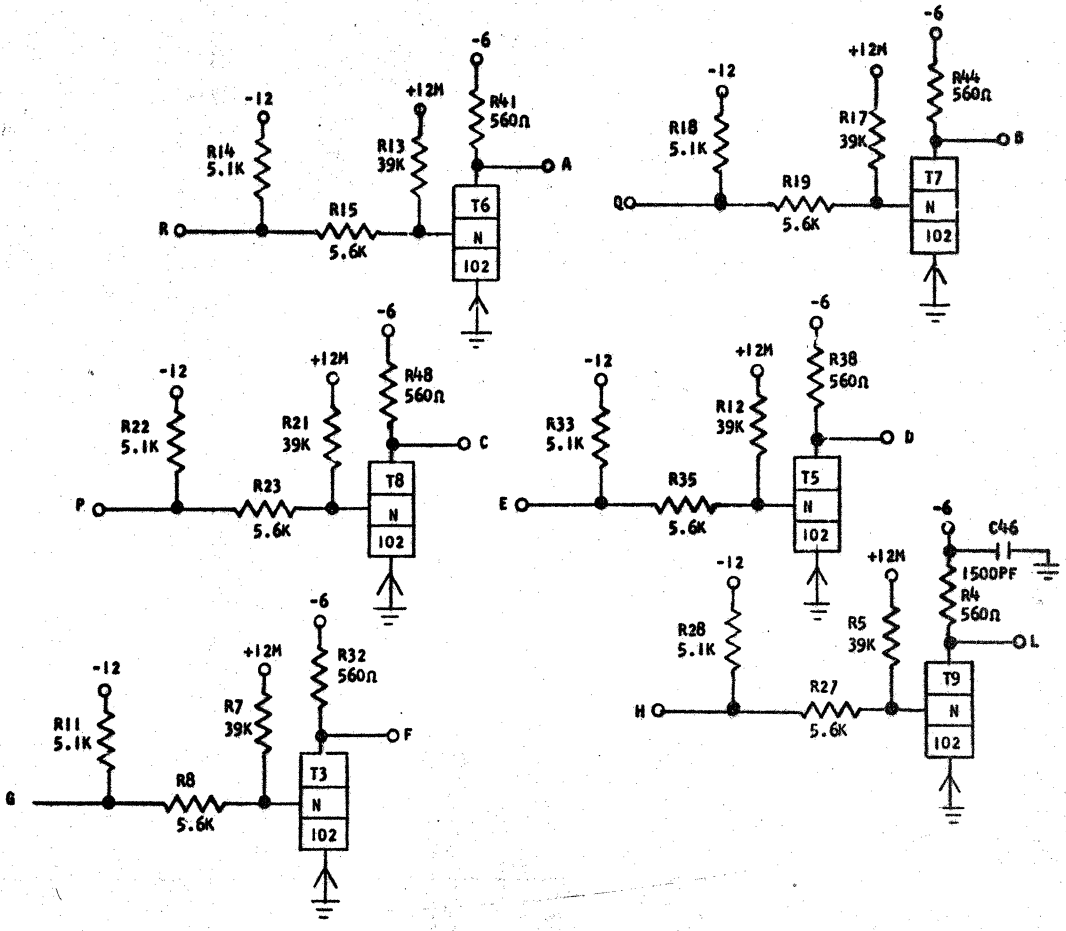 -6
-12
+12M
R41
560Ω
R14
5.1K
R13
39K
A
R15
R
5.6K
T6
N
102
-6
-12
+12M
R44
560Ω
R18
5.1K
R17
39K
B
R19
Q
5.6K
T7
N
102
-6
-12
+12M
R48
560Ω
R22
5.1K
R21
39K
C
R23
P
5.6K
T8
N
102
-6
-12
+12M
R38
560Ω
R33
5.1K
R12
39K
D
R35
E
5.6K
T5
N
102
-6
-12
+12M
R32
560Ω
R11
5.1K
R7
39K
F
R8
G
5.6K
T3
N
102
-6
C46
1500PF
-12
+12M
R4
560Ω
R28
5.1K
R5
39K
L
R27
H
5.6K
T9
N
102